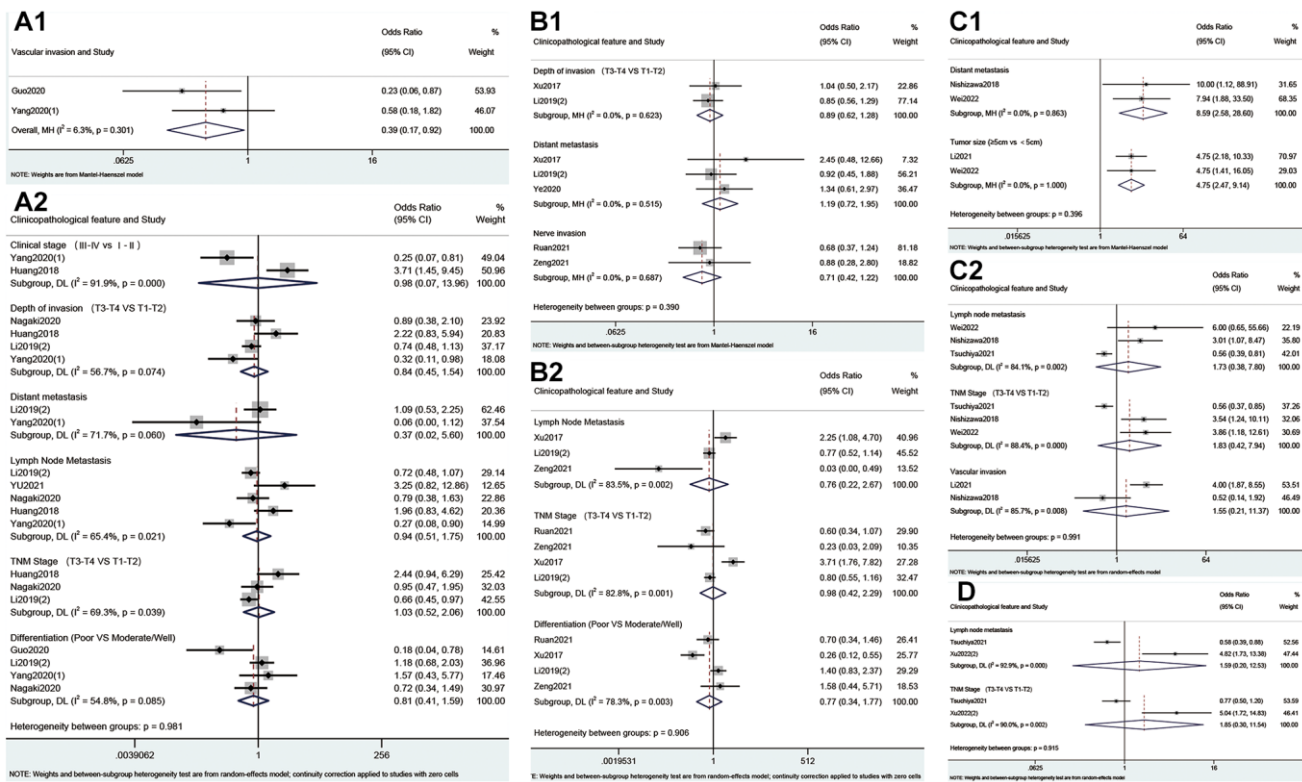 A1
Odds Ratio %
Vascular invasion and Study (95% CI) Weight
Guo2020 0.23 (0.06, 0.87) 53.93
Yang2020(1) 0.58 (0.18, 1.82) 46.07
Overall, MH (I² = 6.3%, p = 0.301) 0.39 (0.17, 0.92) 100.00
.0625 1 16
NOTE: Weights are from Mantel-Haenszel model
A2
Odds Ratio %
Clinicopathological feature and Study (95% CI) Weight
Clinical stage (III-IV vs I - II)
Yang2020(1) 0.25 (0.07, 0.81) 49.04
Huang2018 3.71 (1.45, 9.45) 50.96
Subgroup, DL (I² = 91.9%, p = 0.000) 0.98 (0.07, 13.96) 100.00
Depth of invasion (T3-T4 VS T1-T2)
Nagaki2020 0.89 (0.38, 2.10) 23.92
Huang2018 2.22 (0.83, 5.94) 20.83
Li2019(2) 0.74 (0.48, 1.13) 37.17
Yang2020(1) 0.32 (0.11, 0.98) 18.08
Subgroup, DL (I² = 56.7%, p = 0.074) 0.84 (0.45, 1.54) 100.00
Distant metastasis
Li2019(2) 1.09 (0.53, 2.25) 62.46
Yang2020(1) 0.06 (0.00, 1.12) 37.54
Subgroup, DL (I² = 71.7%, p = 0.060) 0.37 (0.02, 5.60) 100.00
Lymph Node Metastasis
Li2019(2) 0.72 (0.48, 1.07) 29.14
YU2021 3.25 (0.82, 12.86) 12.65
Nagaki2020 0.79 (0.38, 1.63) 22.86
Huang2018 1.96 (0.83, 4.62) 20.36
Yang2020(1) 0.27 (0.08, 0.90) 14.99
Subgroup, DL (I² = 65.4%, p = 0.021) 0.94 (0.51, 1.75) 100.00
TNM Stage (T3-T4 VS T1-T2)
Huang2018 2.44 (0.94, 6.29) 25.42
Nagaki2020 0.95 (0.47, 1.95) 32.03
Li2019(2) 0.66 (0.45, 0.97) 42.55
Subgroup, DL (I² = 69.3%, p = 0.039) 1.03 (0.52, 2.06) 100.00
Differentiation (Poor VS Moderate/Well)
Guo2020 0.18 (0.04, 0.78) 14.61
Li2019(2) 1.18 (0.68, 2.03) 36.96
Yang2020(1) 1.57 (0.43, 5.77) 17.46
Nagaki2020 0.72 (0.34, 1.49) 30.97
Subgroup, DL (I² = 54.8%, p = 0.085) 0.81 (0.41, 1.59) 100.00
Heterogeneity between groups: p = 0.981
.0039062 1 256
NOTE: Weights and between-subgroup heterogeneity test are from random-effects model; continuity correction applied to studies with zero cells
B1
Odds Ratio %
Clinicopathological feature and Study (95% CI) Weight
Depth of invasion (T3-T4 VS T1-T2)
Xu2017 1.04 (0.50, 2.17) 22.86
Li2019(2) 0.85 (0.56, 1.29) 77.14
Subgroup, MH (I² = 0.0%, p = 0.623) 0.89 (0.62, 1.28) 100.00
Distant metastasis
Xu2017 2.45 (0.48, 12.66) 7.32
Li2019(2) 0.92 (0.45, 1.88) 56.21
Ye2020 1.34 (0.61, 2.97) 36.47
Subgroup, MH (I² = 0.0%, p = 0.515) 1.19 (0.72, 1.95) 100.00
Nerve invasion
Ruan2021 0.68 (0.37, 1.24) 81.18
Zeng2021 0.88 (0.28, 2.80) 18.82
Subgroup, MH (I² = 0.0%, p = 0.687) 0.71 (0.42, 1.22) 100.00
Heterogeneity between groups: p = 0.390
.0625 1 16
NOTE: Weights and between-subgroup heterogeneity test are from Mantel-Haenszel model
B2
Odds Ratio %
Clinicopathological feature and Study (95% CI) Weight
Lymph Node Metastasis
Xu2017 2.25 (1.08, 4.70) 40.96
Li2019(2) 0.77 (0.52, 1.14) 45.52
Zeng2021 0.03 (0.00, 0.49) 13.52
Subgroup, DL (I² = 83.5%, p = 0.002) 0.76 (0.22, 2.67) 100.00
TNM Stage (T3-T4 VS T1-T2)
Ruan2021 0.60 (0.34, 1.07) 29.90
Zeng2021 0.23 (0.03, 2.09) 10.35
Xu2017 3.71 (1.76, 7.82) 27.28
Li2019(2) 0.80 (0.55, 1.16) 32.47
Subgroup, DL (I² = 82.8%, p = 0.001) 0.98 (0.42, 2.29) 100.00
Differentiation (Poor VS Moderate/Well)
Ruan2021 0.70 (0.34, 1.46) 26.41
Xu2017 0.26 (0.12, 0.55) 25.77
Li2019(2) 1.40 (0.83, 2.37) 29.29
Zeng2021 1.58 (0.44, 5.71) 18.53
Subgroup, DL (I² = 78.3%, p = 0.003) 0.77 (0.34, 1.77) 100.00
Heterogeneity between groups: p = 0.906
.0019531 1 512
E: Weights and between-subgroup heterogeneity test are from random-effects model; continuity correction applied to studies with zero cells
C1
Odds Ratio %
Clinicopathological feature and Study (95% CI) Weight
Distant metastasis
Nishizawa2018 10.00 (1.12, 88.91) 31.65
Wei2022 7.94 (1.88, 33.50) 68.35
Subgroup, MH (I² = 0.0%, p = 0.863) 8.59 (2.58, 28.60) 100.00
Tumor size (≥5cm vs < 5cm)
Li2021 4.75 (2.18, 10.33) 70.97
Wei2022 4.75 (1.41, 16.05) 29.03
Subgroup, MH (I² = 0.0%, p = 1.000) 4.75 (2.47, 9.14) 100.00
Heterogeneity between groups: p = 0.396
.015625 1 64
NOTE: Weights and between-subgroup heterogeneity test are from Mantel-Haenszel model
C2
Odds Ratio %
Clinicopathological feature and Study (95% CI) Weight
Lymph node metastasis
Wei2022 6.00 (0.65, 55.66) 22.19
Nishizawa2018 3.01 (1.07, 8.47) 35.80
Tsuchiya2021 0.56 (0.39, 0.81) 42.01
Subgroup, DL (I² = 84.1%, p = 0.002) 1.73 (0.38, 7.80) 100.00
TNM Stage (T3-T4 VS T1-T2)
Tsuchiya2021 0.56 (0.37, 0.85) 37.26
Nishizawa2018 3.54 (1.24, 10.11) 32.06
Wei2022 3.86 (1.18, 12.61) 30.69
Subgroup, DL (I² = 88.4%, p = 0.000) 1.83 (0.42, 7.94) 100.00
Vascular invasion
Li2021 4.00 (1.87, 8.55) 53.51
Nishizawa2018 0.52 (0.14, 1.92) 46.49
Subgroup, DL (I² = 85.7%, p = 0.008) 1.55 (0.21, 11.37) 100.00
Heterogeneity between groups: p = 0.991
.015625 1 64
NOTE: Weights and between-subgroup heterogeneity test are from random-effects model
D
Odds Ratio %
Clinicopathological feature and Study (95% CI) Weight
Lymph node metastasis
Tsuchiya2021 0.58 (0.39, 0.88) 52.56
Xu2022(2) 4.82 (1.73, 13.38) 47.44
Subgroup, DL (I² = 92.9%, p = 0.000) 1.59 (0.20, 12.53) 100.00
TNM Stage (T3-T4 VS T1-T2)
Tsuchiya2021 0.77 (0.50, 1.20) 53.59
Xu2022(2) 5.04 (1.72, 14.83) 46.41
Subgroup, DL (I² = 90.0%, p = 0.002) 1.85 (0.30, 11.54) 100.00
Heterogeneity between groups: p = 0.915
.0625 1 16
NOTE: Weights and between-subgroup heterogeneity test are from random-effects model